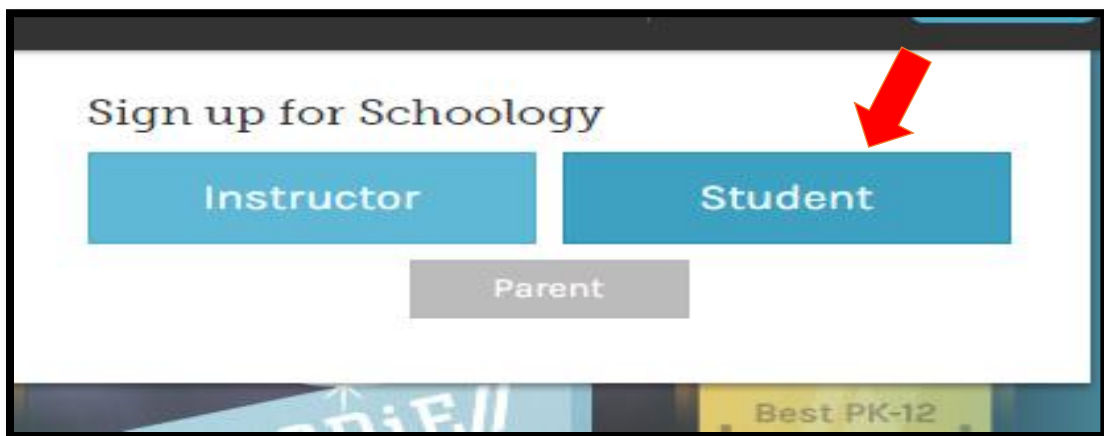 Sign up for Schoology
Instructor
Student
Parent
Best PK-12